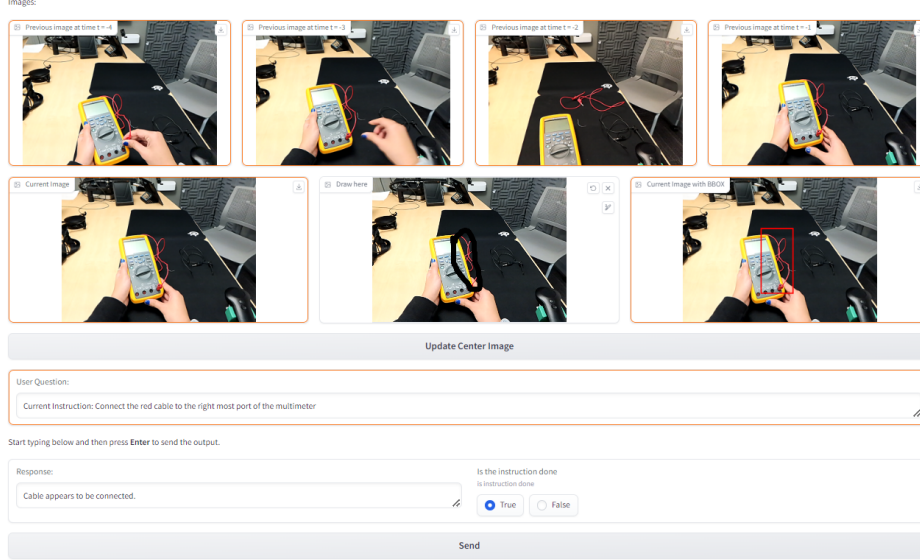 Images:
Previous image at time t = -4
Previous image at time t = -3
Previous image at time t = -2
Previous image at time t = -1
Current Image
Draw here
Current Image with BBOX
Update Center Image
User Question:
Current Instruction: Connect the red cable to the right most port of the multimeter
Start typing below and then press Enter to send the output.
Response:
Cable appears to be connected.
Is the instruction done
Is instruction done
True
False
Send